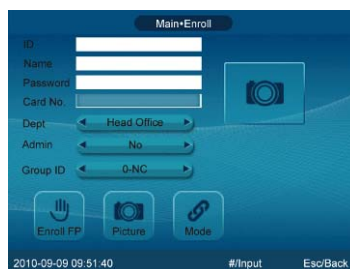 Main•Enroll
ID
Name
Password
Card No.
Dept ◄ Head Office ►
Admin ◄ No ►
Group ID ◄ 0-NC ►
Enroll FP Picture Mode
2010-09-09 09:51:40 #/Input Esc/Back